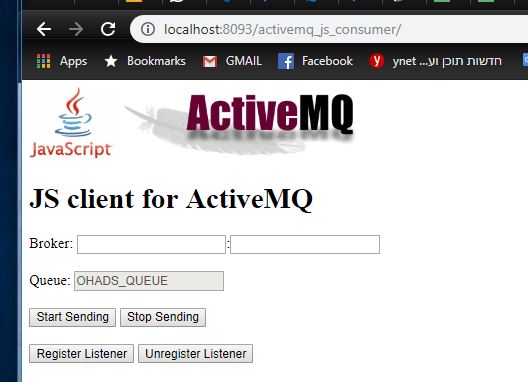 localhost:8093/activemq_js_consumer/
Apps Bookmarks GMAIL Facebook ynet חדשות תוכן וע...
JavaScript ActiveMQ
JS client for ActiveMQ
Broker: :
Queue: OHADS_QUEUE
Start Sending Stop Sending
Register Listener Unregister Listener